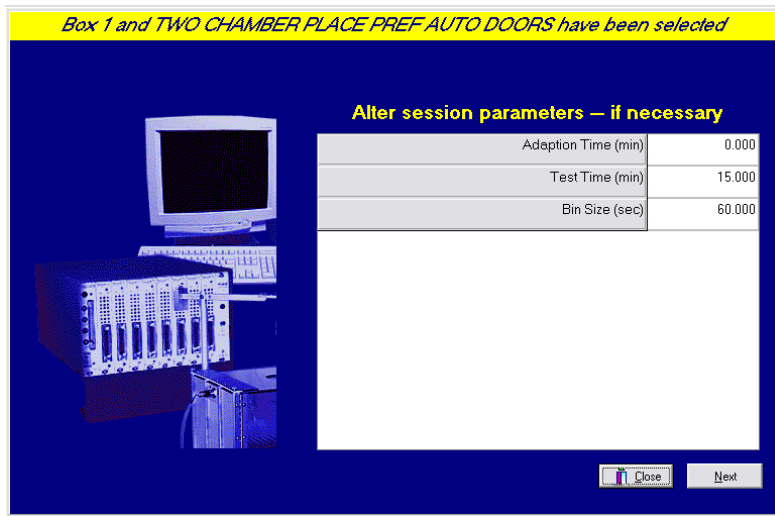 Box 1 and TWO CHAMBER PLACE PREF AUTO DOORS have been selected
Alter session parameters – if necessary
Adaption Time (min) 0.000
Test Time (min) 15.000
Bin Size (sec) 60.000
Close Next